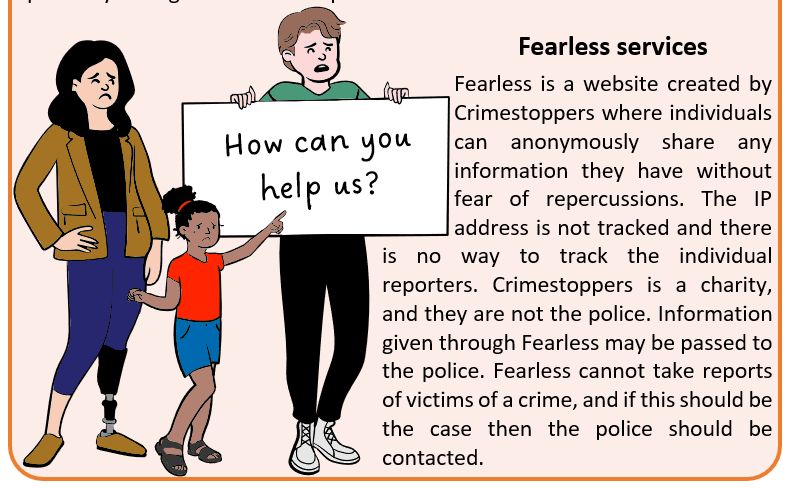 Fearless services
How can you
help us?
Fearless is a website created by
Crimestoppers where individuals
can anonymously share any
information they have without
fear of repercussions. The IP
address is not tracked and there
is no way to track the individual
reporters. Crimestoppers is a charity,
and they are not the police. Information
given through Fearless may be passed to
the police. Fearless cannot take reports
of victims of a crime, and if this should be
the case then the police should be
contacted.